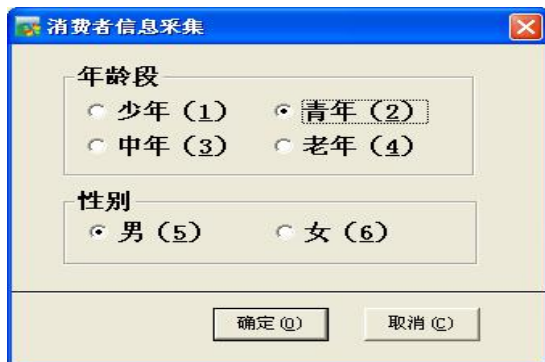 消费者信息采集
年龄段
少年（1） 青年（2）
中年（3） 老年（4）
性别
男（5） 女（6）
确定(O) 取消(C)